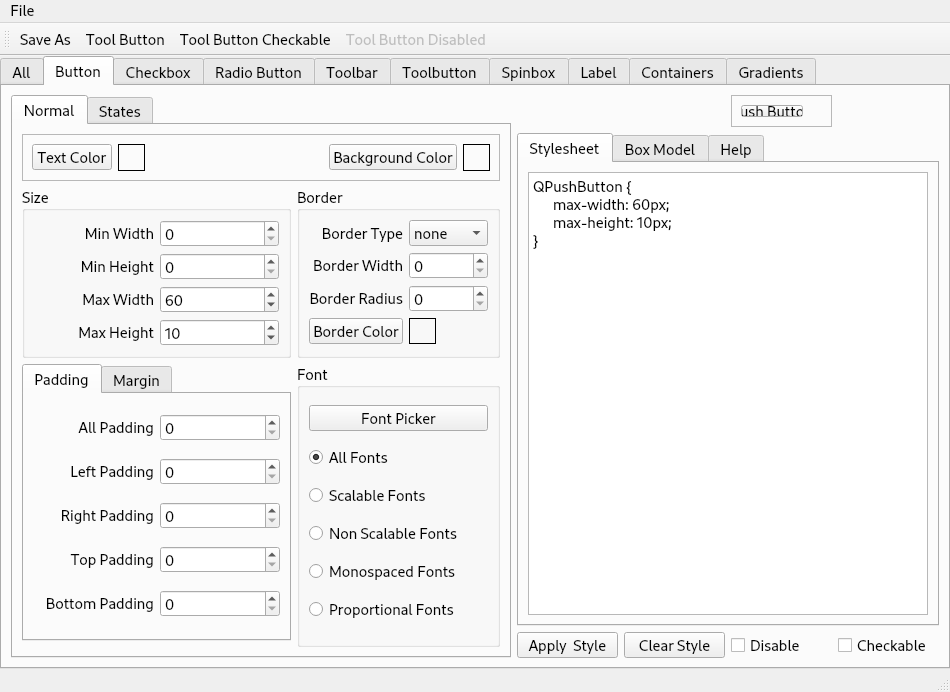 File
Save As Tool Button Tool Button Checkable Tool Button Disabled
All Button Checkbox Radio Button Toolbar Toolbutton Spinbox Label Containers Gradients
Normal States
Text Color Background Color
Size
Min Width 0
Min Height 0
Max Width 60
Max Height 10
Border
Border Type none
Border Width 0
Border Radius 0
Border Color
Padding Margin
All Padding 0
Left Padding 0
Right Padding 0
Top Padding 0
Bottom Padding 0
Font
Font Picker
All Fonts
Scalable Fonts
Non Scalable Fonts
Monospaced Fonts
Proportional Fonts
ush Butto
Stylesheet Box Model Help
QPushButton {
max-width: 60px;
max-height: 10px;
}
Apply Style Clear Style Disable Checkable